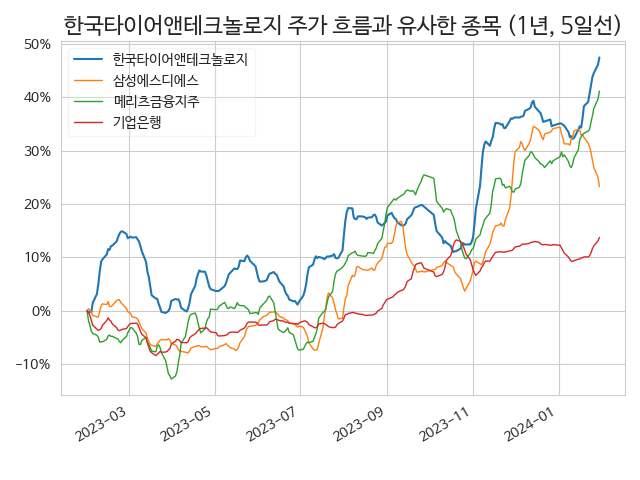 한국타이어앤테크놀로지 주가 흐름과 유사한 종목 (1년, 5일선)
50%
40%
30%
20%
10%
0%
−10%
한국타이어앤테크놀로지
삼성에스디에스
메리츠금융지주
기업은행
2023−03
2023−05
2023−07
2023−09
2023−11
2024−01